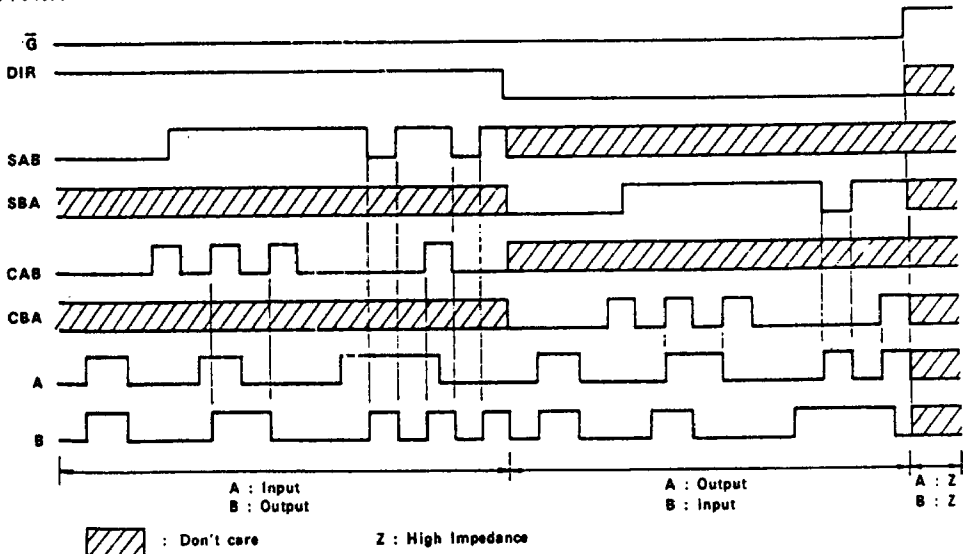 G̅
DIR
SAB
SBA
CAB
CBA
A
B
A : Input
B : Output
A : Output
B : Input
A : Z
B : Z
: Don't care
Z : High Impedance